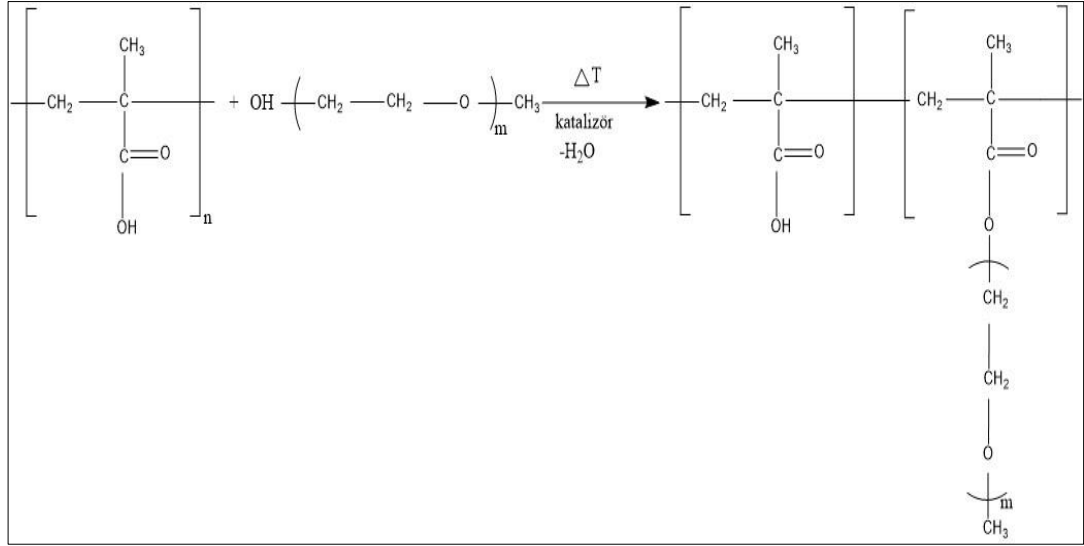 CH₃ CH₃ CH₃
CH₂ C + OH CH₂ CH₂ O CH₃ △T CH₂ C CH₂ C
m katalizör
-H₂O
C O C O C O
OH n OH O
CH₂
CH₂
O
m
CH₃